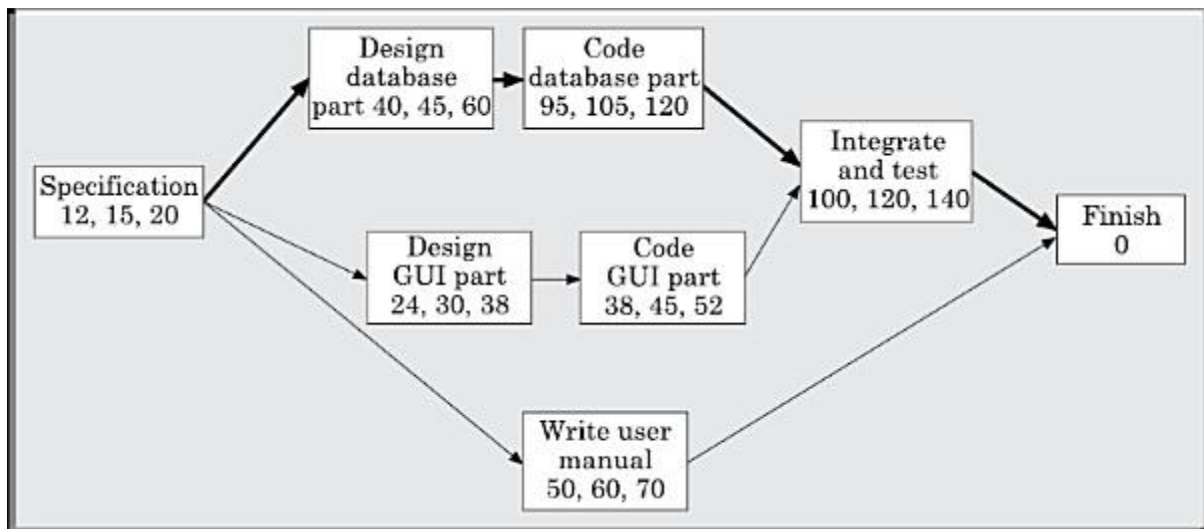 Design
database
part 40, 45, 60
Code
database part
95, 105, 120
Integrate
and test
100, 120, 140
Specification
12, 15, 20
Finish
0
Design
GUI part
24, 30, 38
Code
GUI part
38, 45, 52
Write user
manual
50, 60, 70